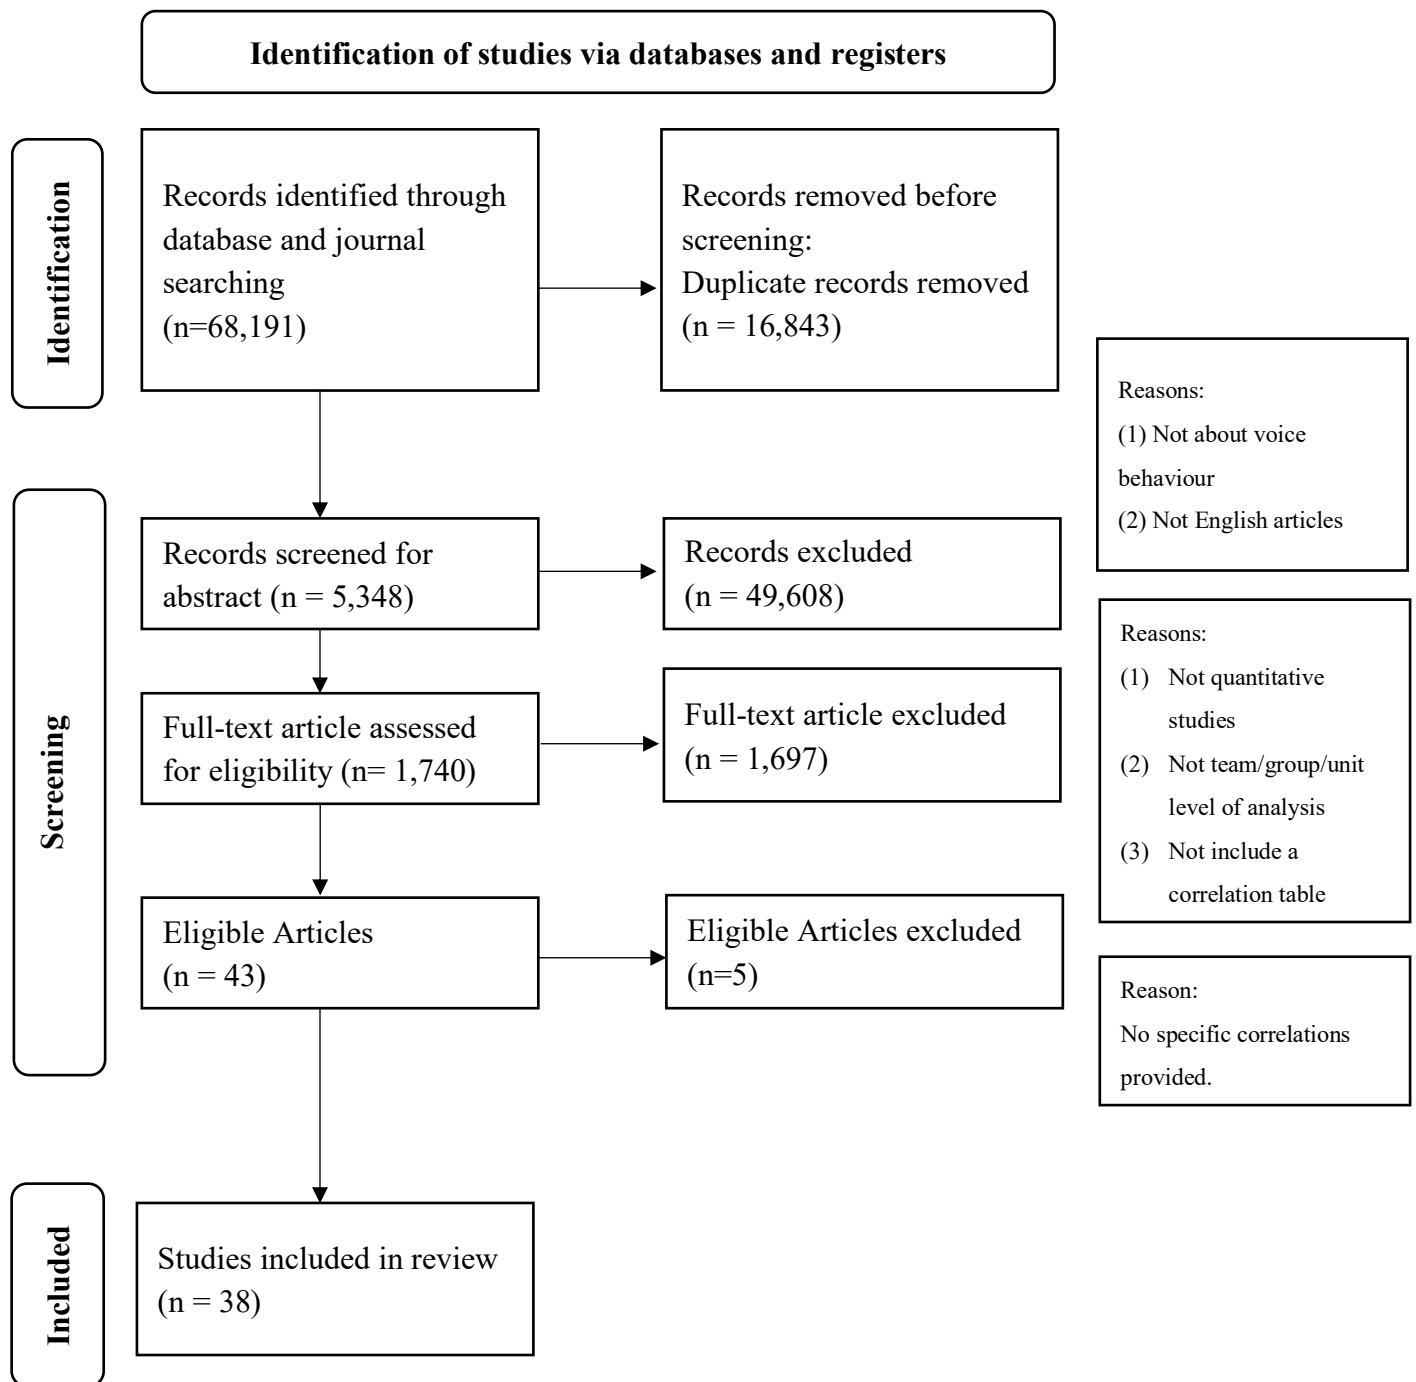 Identification of studies via databases and registers
Identification
Records identified through
database and journal
searching
(n=68,191)
Records removed before
screening:
Duplicate records removed
(n = 16,843)
Reasons:
(1) Not about voice
behaviour
(2) Not English articles
Screening
Records screened for
abstract (n = 5,348)
Records excluded
(n = 49,608)
Reasons:
(1) Not quantitative
studies
(2) Not team/group/unit
level of analysis
(3) Not include a
correlation table
Full-text article assessed
for eligibility (n= 1,740)
Full-text article excluded
(n = 1,697)
Eligible Articles
(n = 43)
Eligible Articles excluded
(n=5)
Reason:
No specific correlations
provided.
Included
Studies included in review
(n = 38)